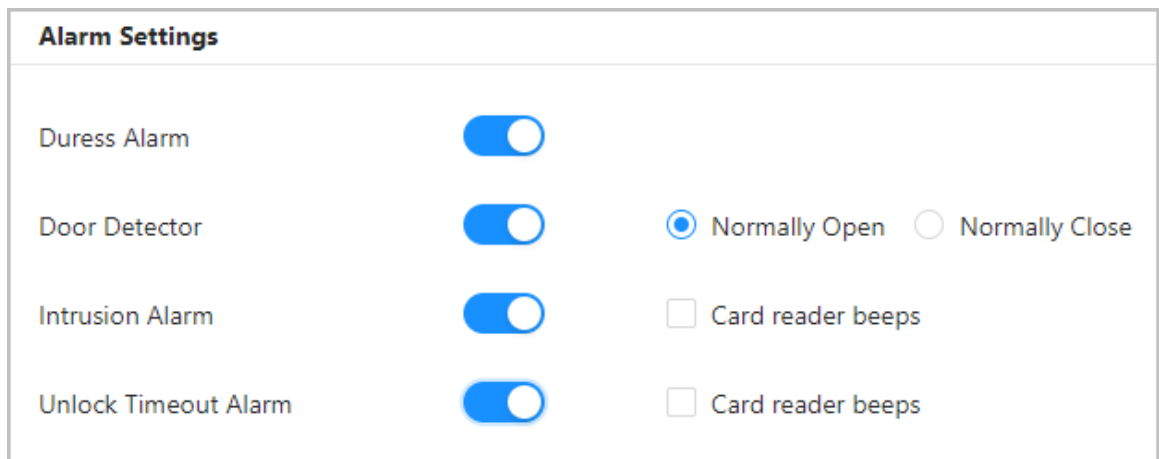 Alarm Settings
Duress Alarm
Door Detector Normally Open Normally Close
Intrusion Alarm Card reader beeps
Unlock Timeout Alarm Card reader beeps